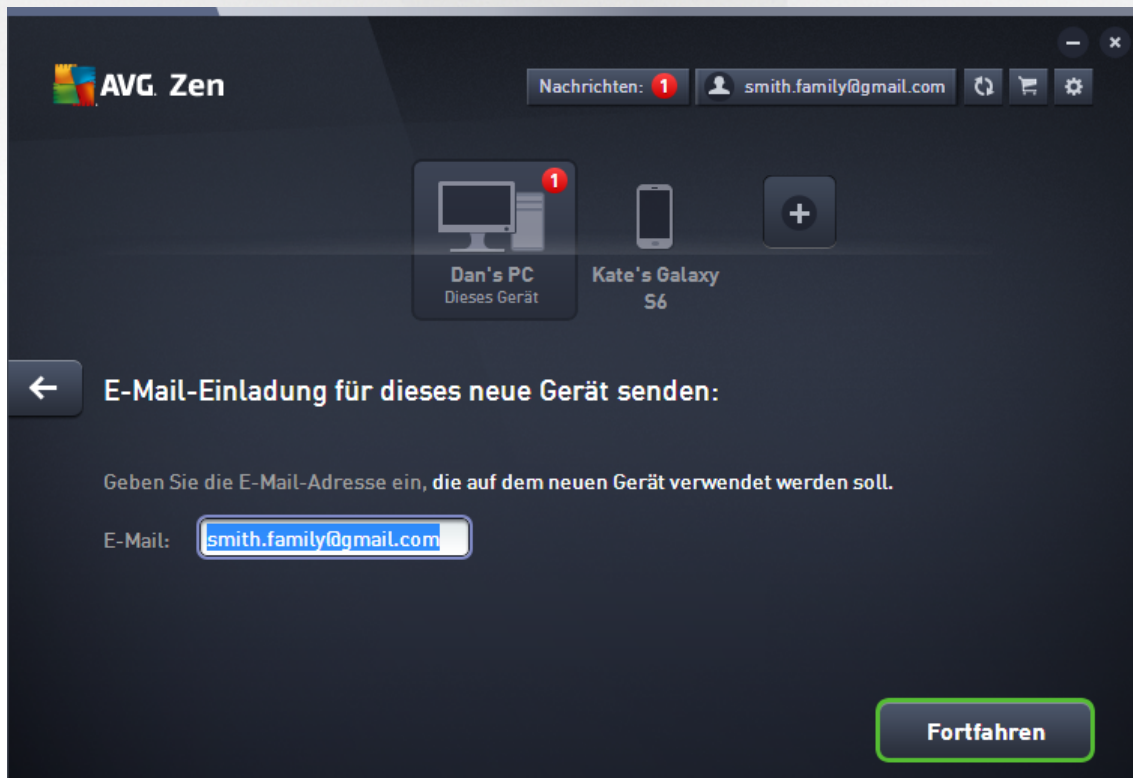 AVG. Zen
Nachrichten: 1
smith.family@gmail.com
1
Dan's PC
Dieses Gerät
Kate's Galaxy
S6
E-Mail-Einladung für dieses neue Gerät senden:
Geben Sie die E-Mail-Adresse ein, die auf dem neuen Gerät verwendet werden soll.
E-Mail: smith.family@gmail.com
Fortfahren